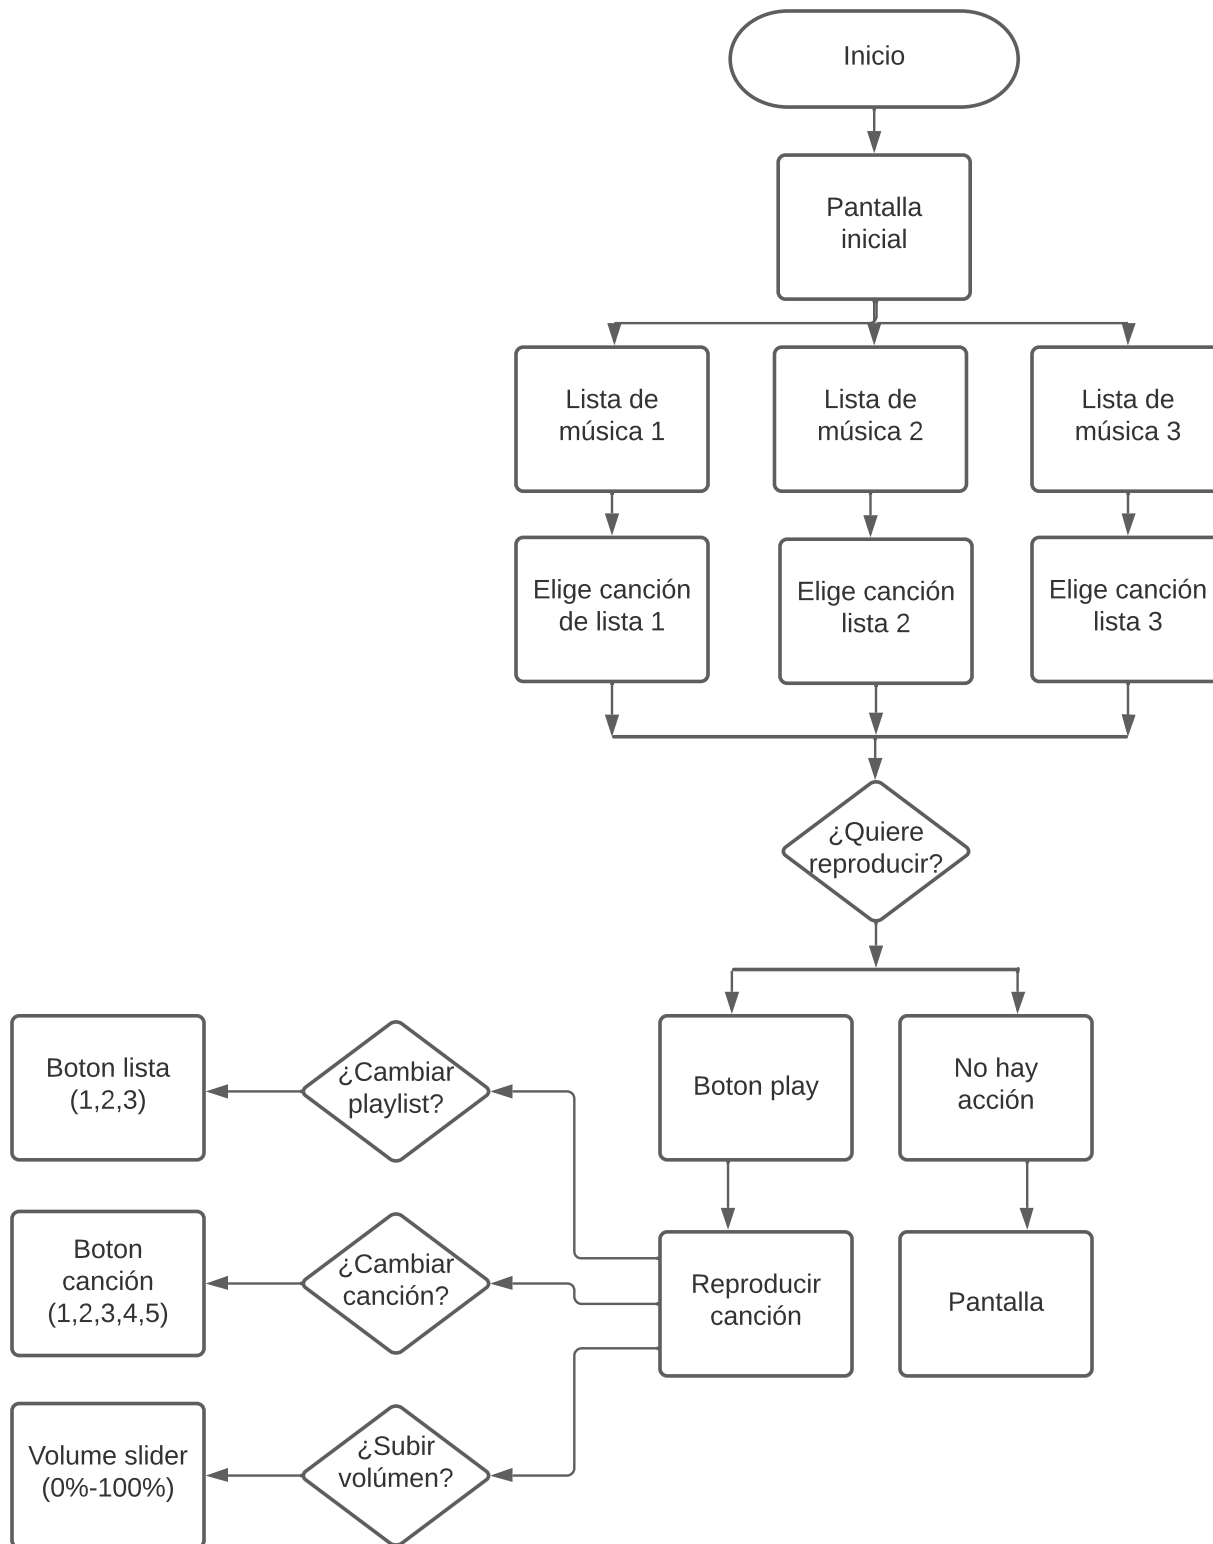 Inicio
Pantalla
inicial
Lista de
música 1
Lista de
música 2
Lista de
música 3
Elige canción
de lista 1
Elige canción
lista 2
Elige canción
lista 3
¿Quiere
reproducir?
Boton lista
(1,2,3)
¿Cambiar
playlist?
Boton play
No hay
acción
Boton
canción
(1,2,3,4,5)
¿Cambiar
canción?
Reproducir
canción
Pantalla
Volume slider
(0%-100%)
¿Subir
volúmen?